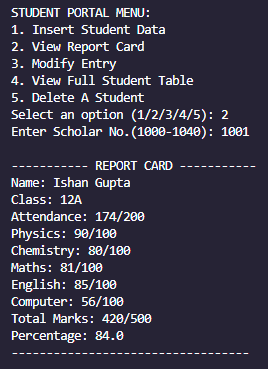 STUDENT PORTAL MENU:
1. Insert Student Data
2. View Report Card
3. Modify Entry
4. View Full Student Table
5. Delete A Student
Select an option (1/2/3/4/5): 2
Enter Scholar No.(1000-1040): 1001
----------- REPORT CARD -----------
Name: Ishan Gupta
Class: 12A
Attendance: 174/200
Physics: 90/100
Chemistry: 80/100
Maths: 81/100
English: 85/100
Computer: 56/100
Total Marks: 420/500
Percentage: 84.0
----------------------------------